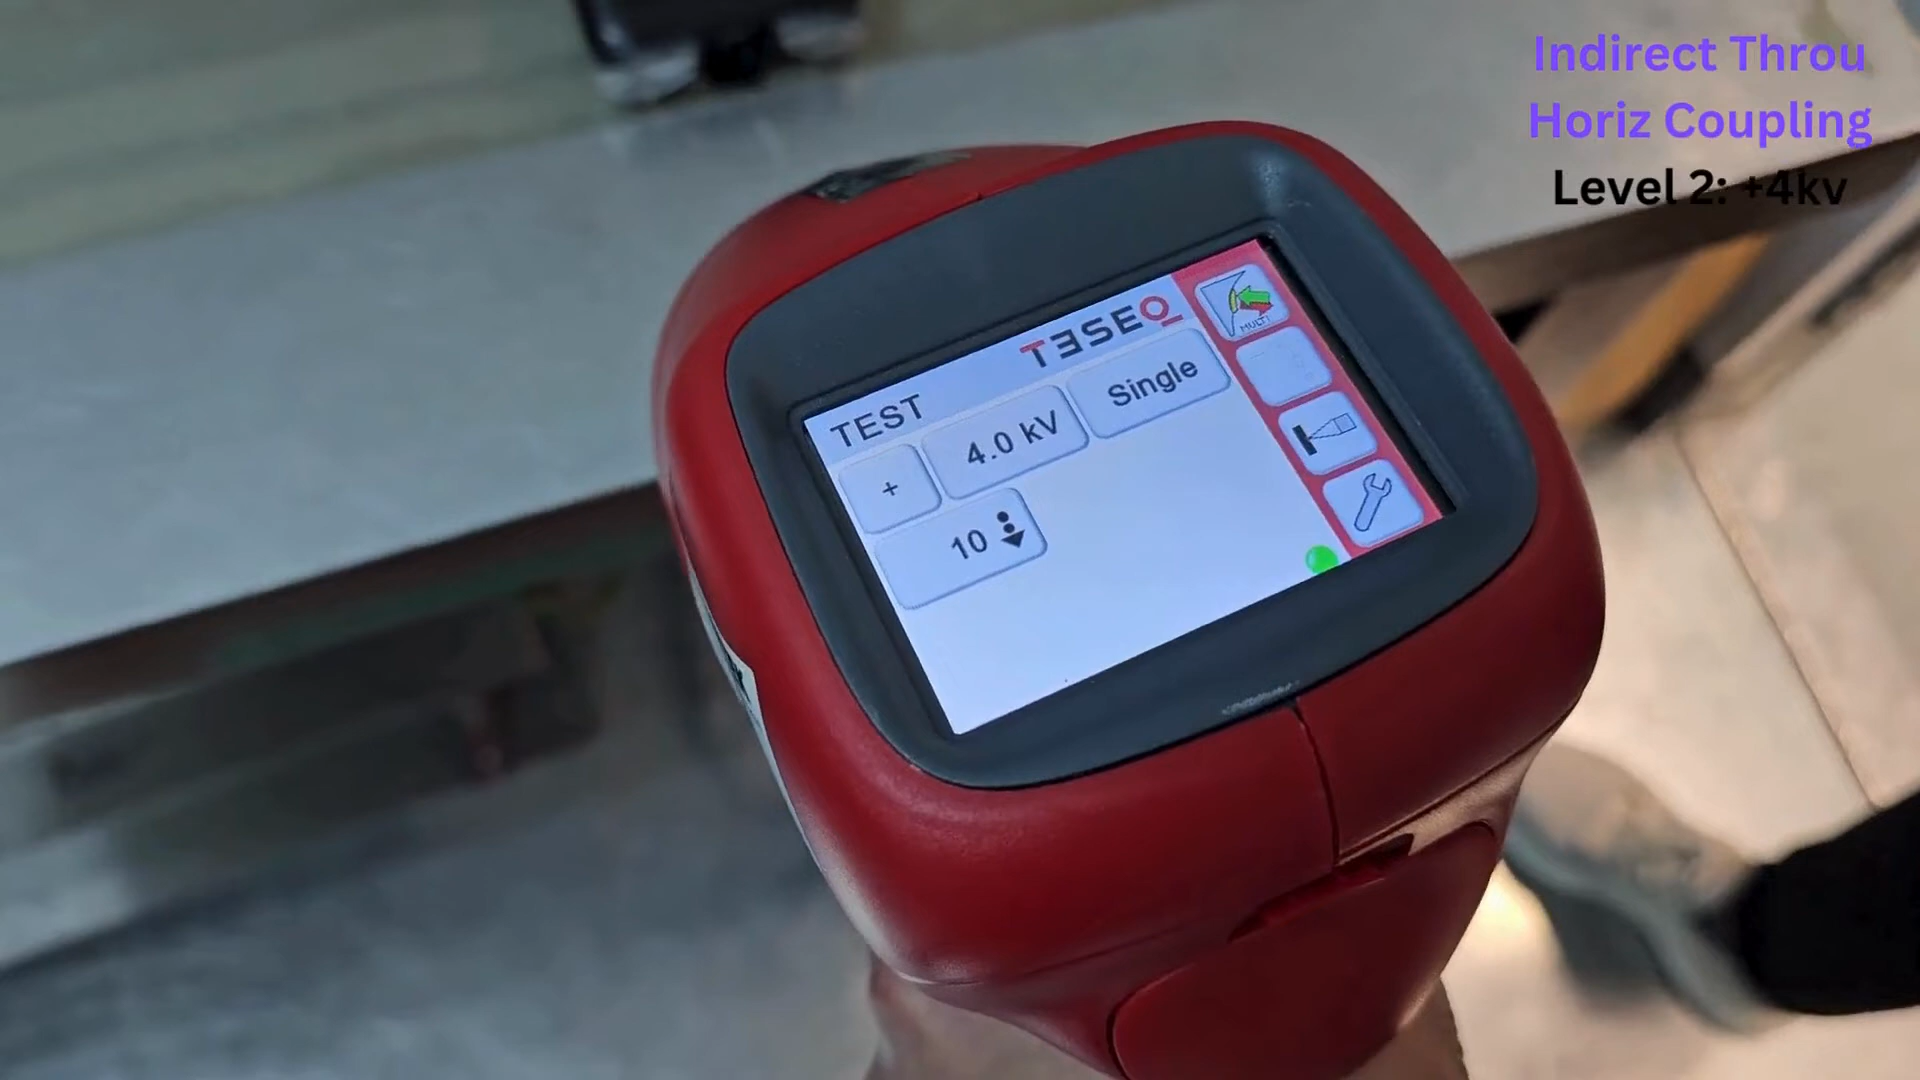 Indirect Throu
Horiz Coupling
Level 2: +4kv
TESEQ
TEST
+
4.0 kV
Single
10
MULTI